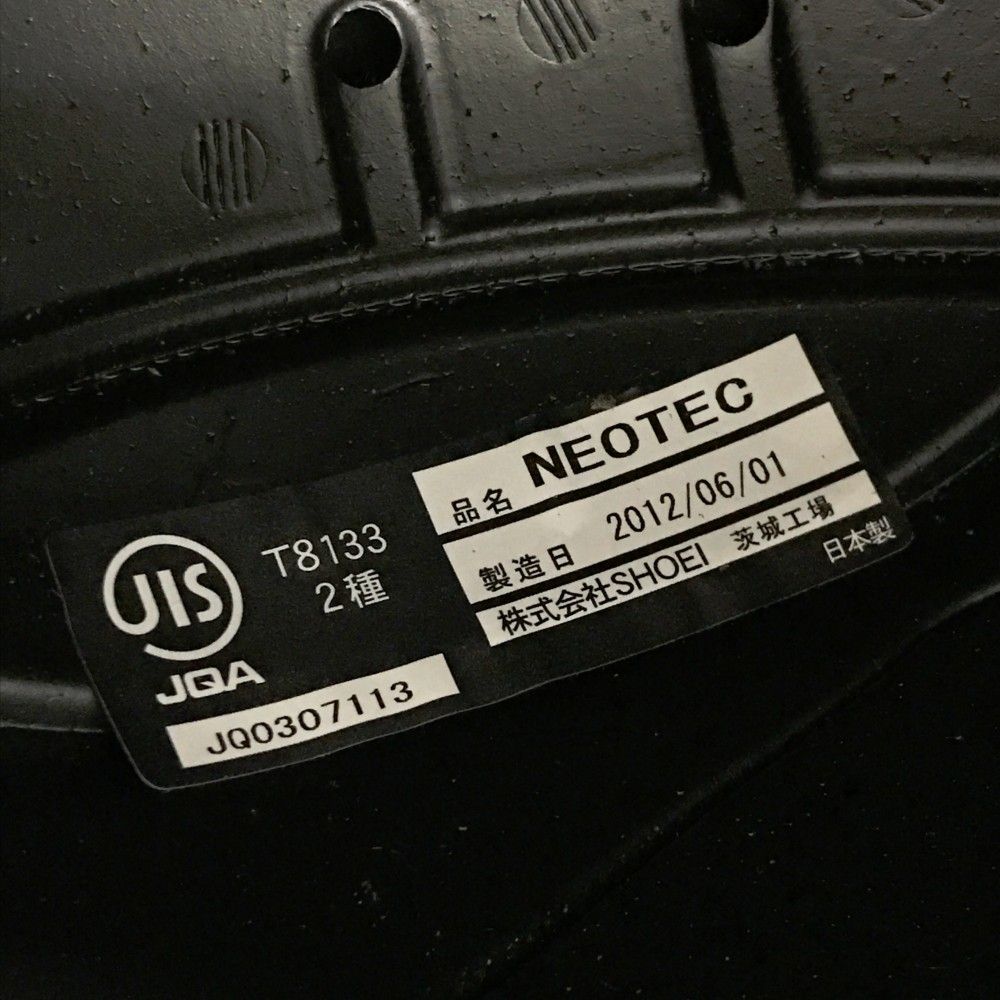 JIS
JQA
T8133
2種
JQ0307113
品名 NEOTEC
製造日 2012/06/01
株式会社SHOEI 茨城工場
日本製